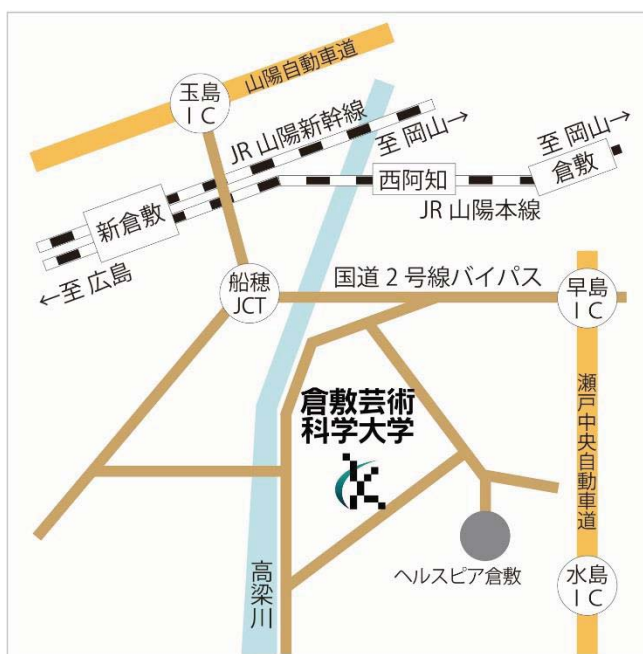 山陽自動車道
玉島
IC
JR 山陽新幹線
至 岡山→
至 岡山→
新倉敷
西阿知
倉敷
JR 山陽本線
←至 広島
船穂
JCT
国道 2 号線バイパス
早島
IC
倉敷芸術
科学大学
瀬戸中央自動車道
高梁川
ヘルスピア倉敷
水島
IC